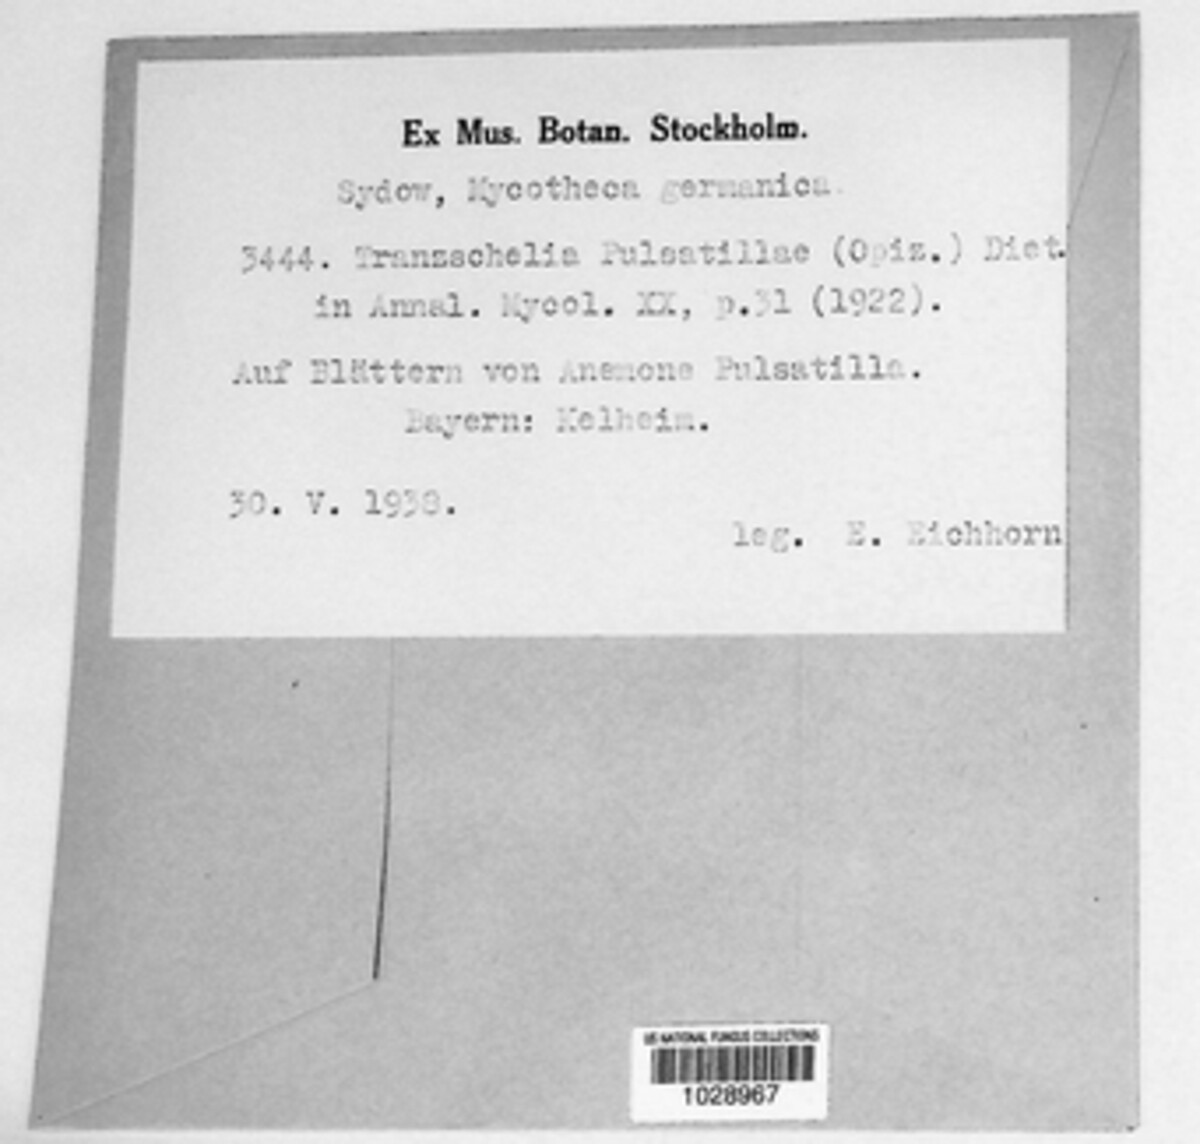 Ex Mus. Botan. Stockholm.
Sydow, Mycotheca germanica.
3444. Tranzschelia Pulsatillae (Opiz.) Diet.
in Annal. Mycol. XX, p.31 (1922).
Auf Blättern von Anemone Pulsatilla.
Bayern: Kelheim.
30. V. 1938.
leg. E. Eichhorn
US NATIONAL FUNGUS COLLECTIONS
1028967